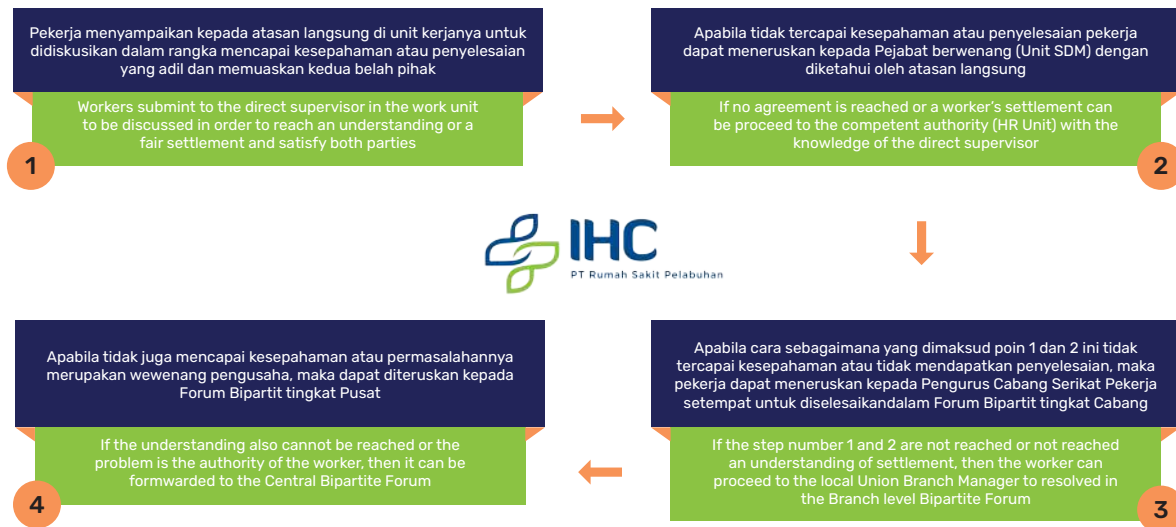 Pekerja menyampaikan kepada atasan langsung di unit kerjanya untuk
didiskusikan dalam rangka mencapai kesepahaman atau penyelesaian
yang adil dan memuaskan kedua belah pihak
Workers submint to the direct supervisor in the work unit
to be discussed in order to reach an understanding or a
fair settlement and satisfy both parties
1
Apabila tidak tercapai kesepahaman atau penyelesaian pekerja
dapat meneruskan kepada Pejabat berwenang (Unit SDM) dengan
diketahui oleh atasan langsung
If no agreement is reached or a worker's settlement can
be proceed to the competent authority (HR Unit) with the
knowledge of the direct supervisor
2
IHC
PT Rumah Sakit Pelabuhan
Apabila cara sebagaimana yang dimaksud poin 1 dan 2 ini tidak
tercapai kesepahaman atau tidak mendapatkan penyelesaian, maka
pekerja dapat meneruskan kepada Pengurus Cabang Serikat Pekerja
setempat untuk diselesaikandalam Forum Bipartit tingkat Cabang
If the step number 1 and 2 are not reached or not reached
an understanding of settlement, then the worker can
proceed to the local Union Branch Manager to resolved in
the Branch level Bipartite Forum
3
Apabila tidak juga mencapai kesepahaman atau permasalahannya
merupakan wewenang pengusaha, maka dapat diteruskan kepada
Forum Bipartit tingkat Pusat
If the understanding also cannot be reached or the
problem is the authority of the worker, then it can be
formwarded to the Central Bipartite Forum
4